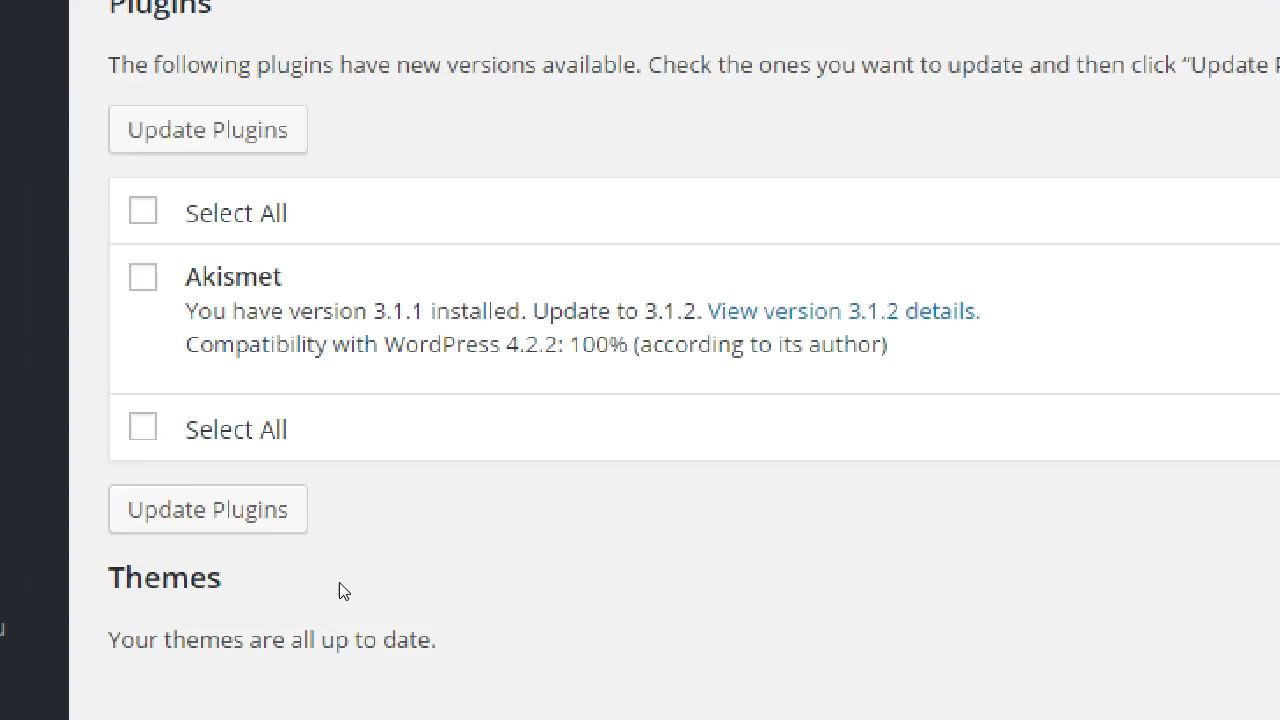 Plugins
The following plugins have new versions available. Check the ones you want to update and then click “Update
Update Plugins
Select All
Akismet
You have version 3.1.1 installed. Update to 3.1.2. View version 3.1.2 details.
Compatibility with WordPress 4.2.2: 100% (according to its author)
Select All
Update Plugins
Themes
Your themes are all up to date.